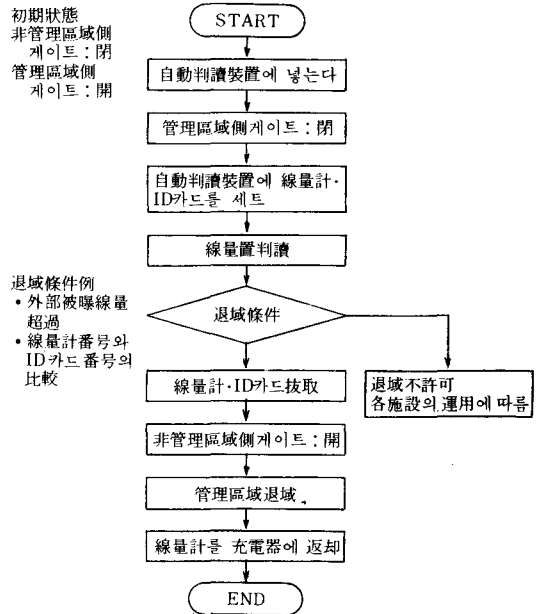 初期狀態
非管理區域側
게이트 : 閉
管理區域側
게이트 : 開
START
自動判讀裝置에 넣는다
管理區域側게이트 : 閉
自動判讀裝置에 線量計·
ID카드를 세트
線量置判讀
退域條件例
• 外部被曝線量
超過
• 線量計番号와
ID카드番号의
比較
退域條件
線量計·ID카드拔取
退域不許可
各施設의 運用에 따름
非管理區域側게이트 : 開
管理區域退域
線量計를 充電器에 返却
END